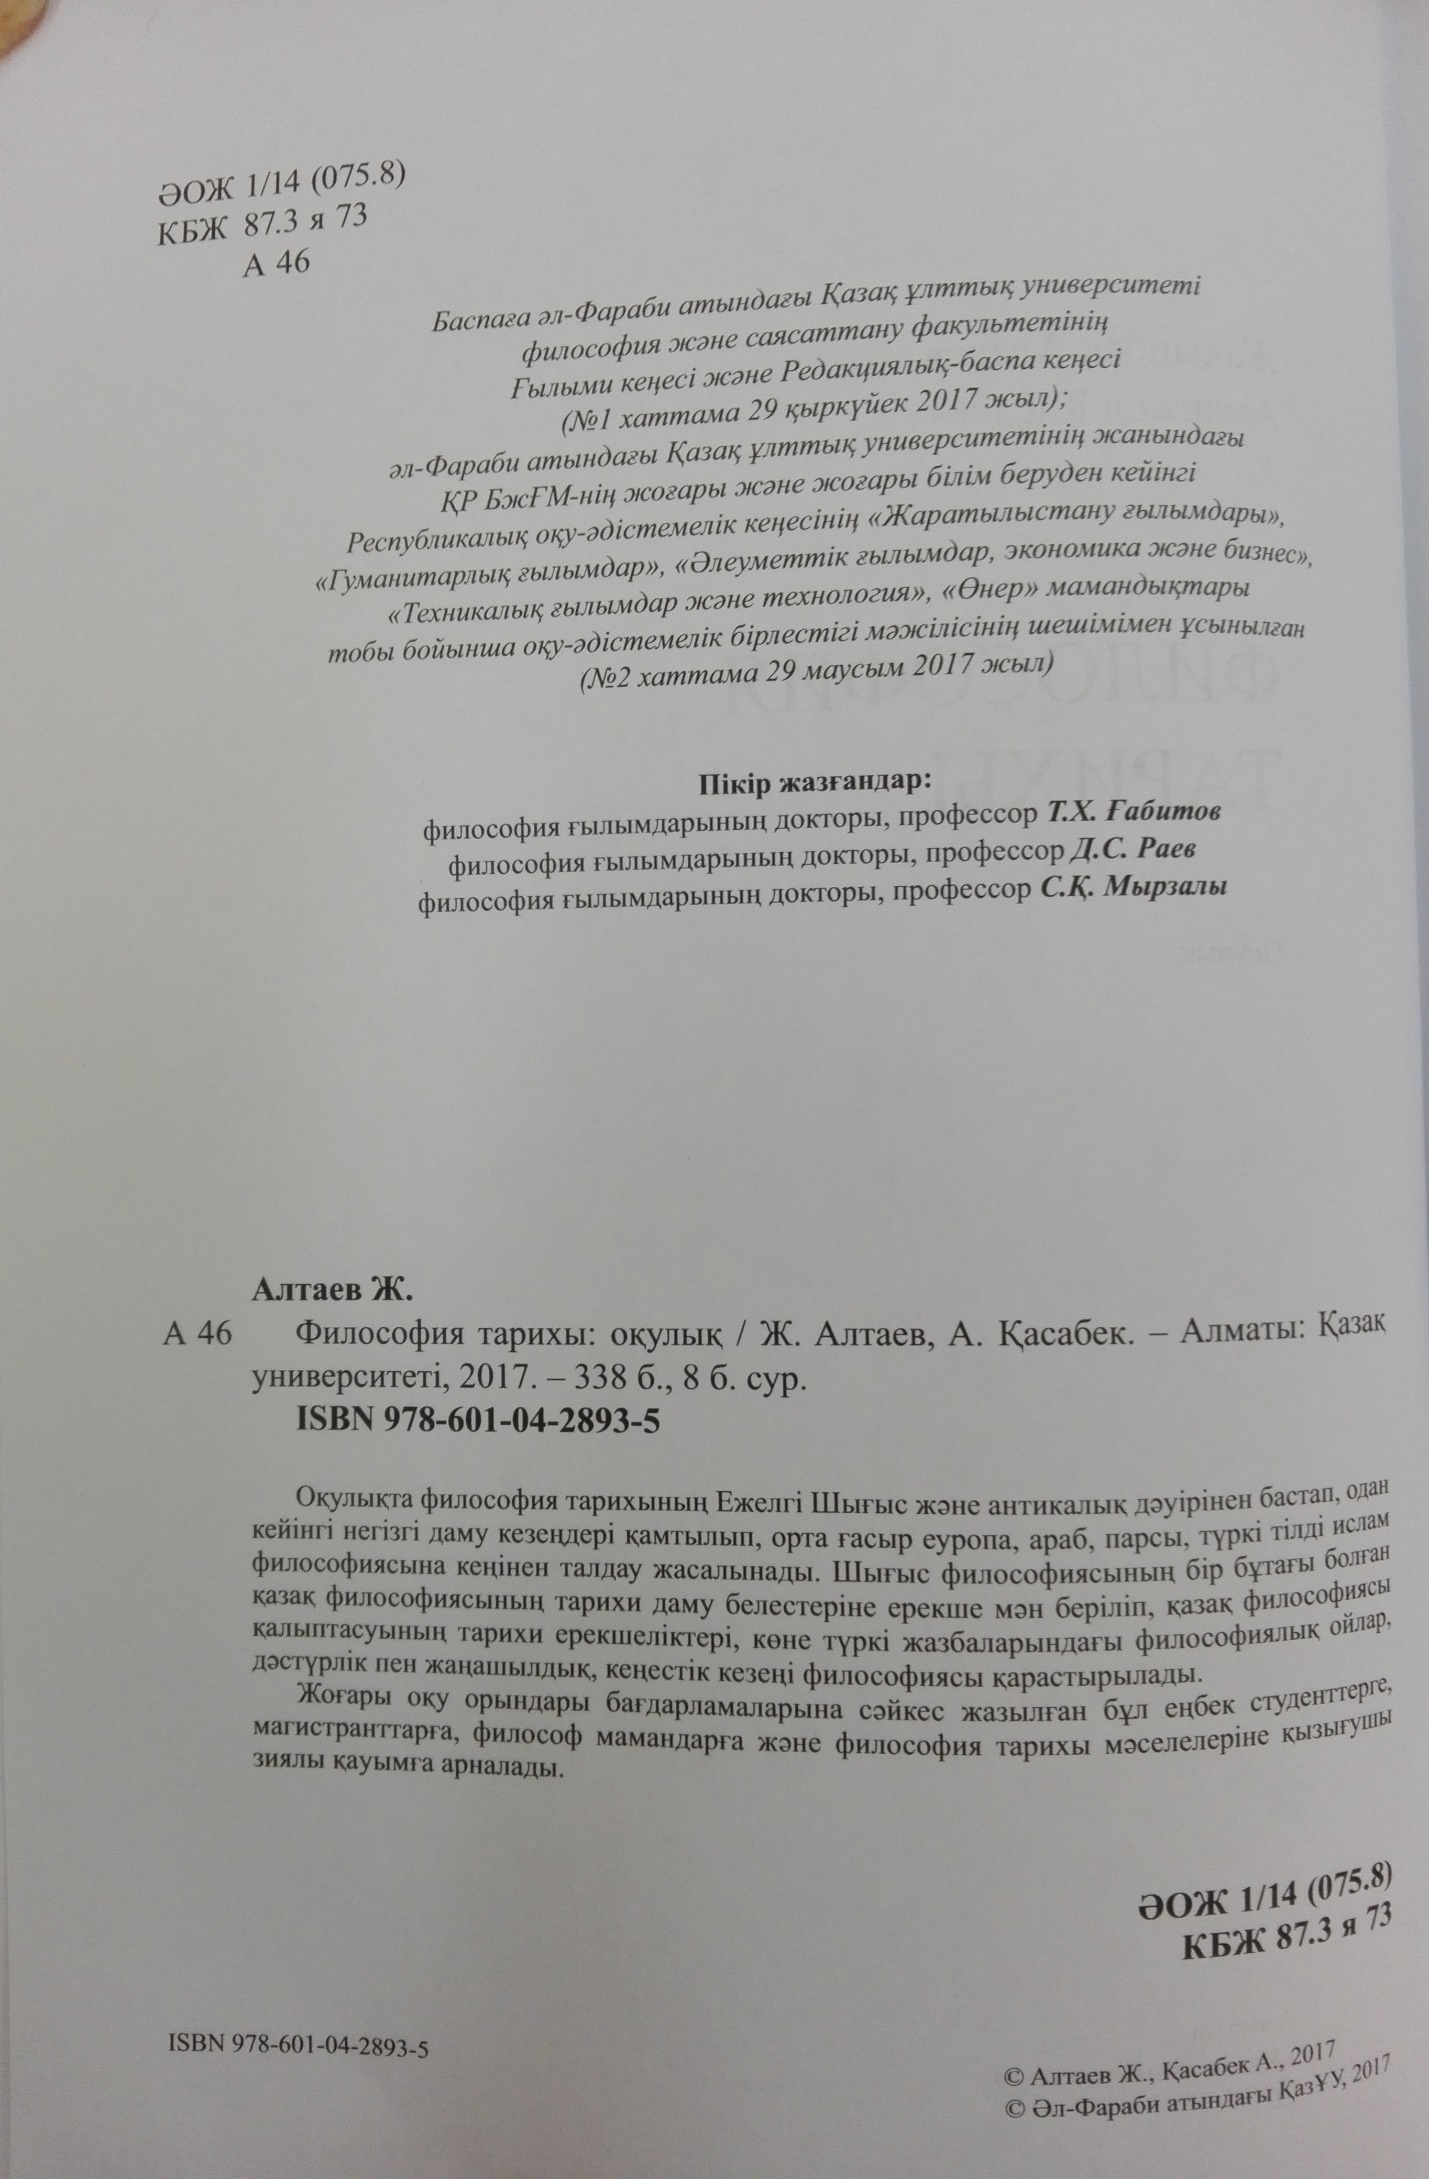 ӘОЖ 1/14 (075.8)
КБЖ 87.3 я 73
А 46
Баспаға әл-Фараби атындағы Қазақ ұлттық университеті
философия және саясаттану факультетінің
Ғылыми кеңесі және Редакциялық-баспа кеңесі
(№1 хаттама 29 қыркүйек 2017 жыл);
әл-Фараби атындағы Қазақ ұлттық университетінің жанындағы
ҚР БжҒМ-нің жоғары және жоғары білім беруден кейінгі
Республикалық оқу-әдістемелік кеңесінің «Жаратылыстану ғылымдары»,
«Гуманитарлық ғылымдар», «Әлеуметтік ғылымдар, экономика және бизнес»,
«Техникалық ғылымдар және технология», «Өнер» мамандықтары
тобы бойынша оқу-әдістемелік бірлестігі мәжілісінің шешімімен ұсынылған
(№2 хаттама 29 маусым 2017 жыл)
Пікір жазғандар:
философия ғылымдарының докторы, профессор Т.Х. Ғабитов
философия ғылымдарының докторы, профессор Д.С. Раев
философия ғылымдарының докторы, профессор С.Қ. Мырзалы
Алтаев Ж.
А 46 Философия тарихы: оқулық / Ж. Алтаев, А. Қасабек. – Алматы: Қазақ
университеті, 2017. – 338 б., 8 б. сур.
ISBN 978-601-04-2893-5
Оқулықта философия тарихының Ежелгі Шығыс және антикалық дәуірінен бастап, одан
кейінгі негізгі даму кезеңдері қамтылып, орта ғасыр еуропа, араб, парсы, түркі тілді ислам
философиясына кеңінен талдау жасалынады. Шығыс философиясының бір бұтағы болған
қазақ философиясының тарихи даму белестеріне ерекше мән беріліп, қазақ философиясы
қалыптасуының тарихи ерекшеліктері, көне түркі жазбаларындағы философиялық ойлар,
дәстүрлік пен жаңашылдық, кеңестік кезеңі философиясы қарастырылады.
Жоғары оқу орындары бағдарламаларына сәйкес жазылған бұл еңбек студенттерге,
магистранттарға, философ мамандарға және философия тарихы мәселелеріне қызығушы
зиялы қауымға арналады.
ӘОЖ 1/14 (075.8)
КБЖ 87.3 я 73
ISBN 978-601-04-2893-5
© Алтаев Ж., Қасабек А., 2017
© Әл-Фараби атындағы ҚазҰУ, 2017